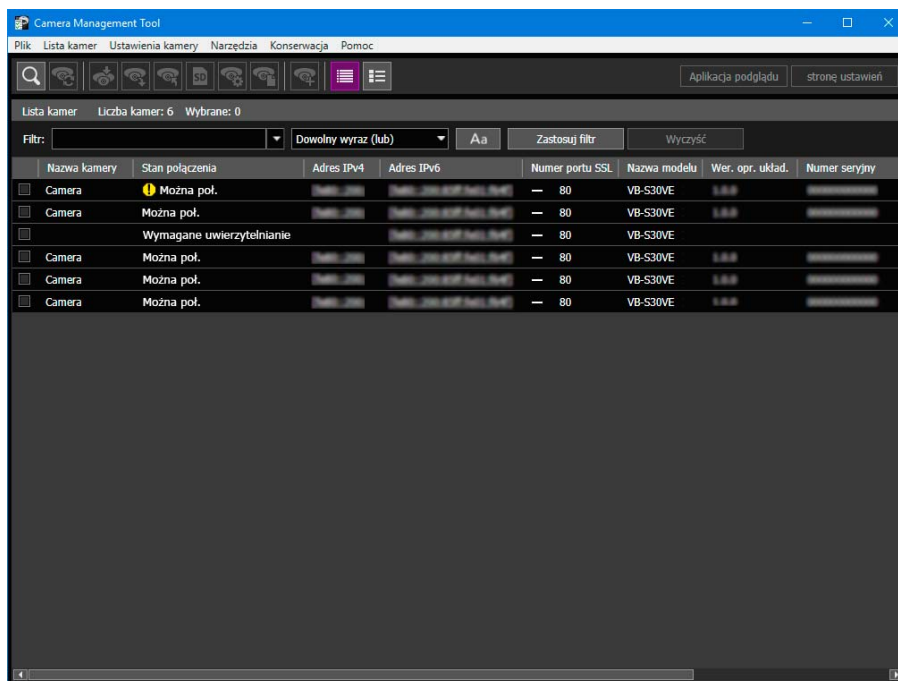 Camera Management Tool
Plik Lista kamer Ustawienia kamery Narzędzia Konserwacja Pomoc
SD Aplikacja podglądu stronę ustawień
Lista kamer Liczba kamer: 6 Wybrane: 0
Filtr: Dowolny wyraz (lub) Aa Zastosuj filtr Wyczyść
Nazwa kamery Stan połączenia Adres IPv4 Adres IPv6 Numer portu SSL Nazwa modelu Wer. opr. układ. Numer seryjny
Camera Można poł. — 80 VB-S30VE
Camera Można poł. — 80 VB-S30VE
Wymagane uwierzytelnianie — 80 VB-S30VE
Camera Można poł. — 80 VB-S30VE
Camera Można poł. — 80 VB-S30VE
Camera Można poł. — 80 VB-S30VE